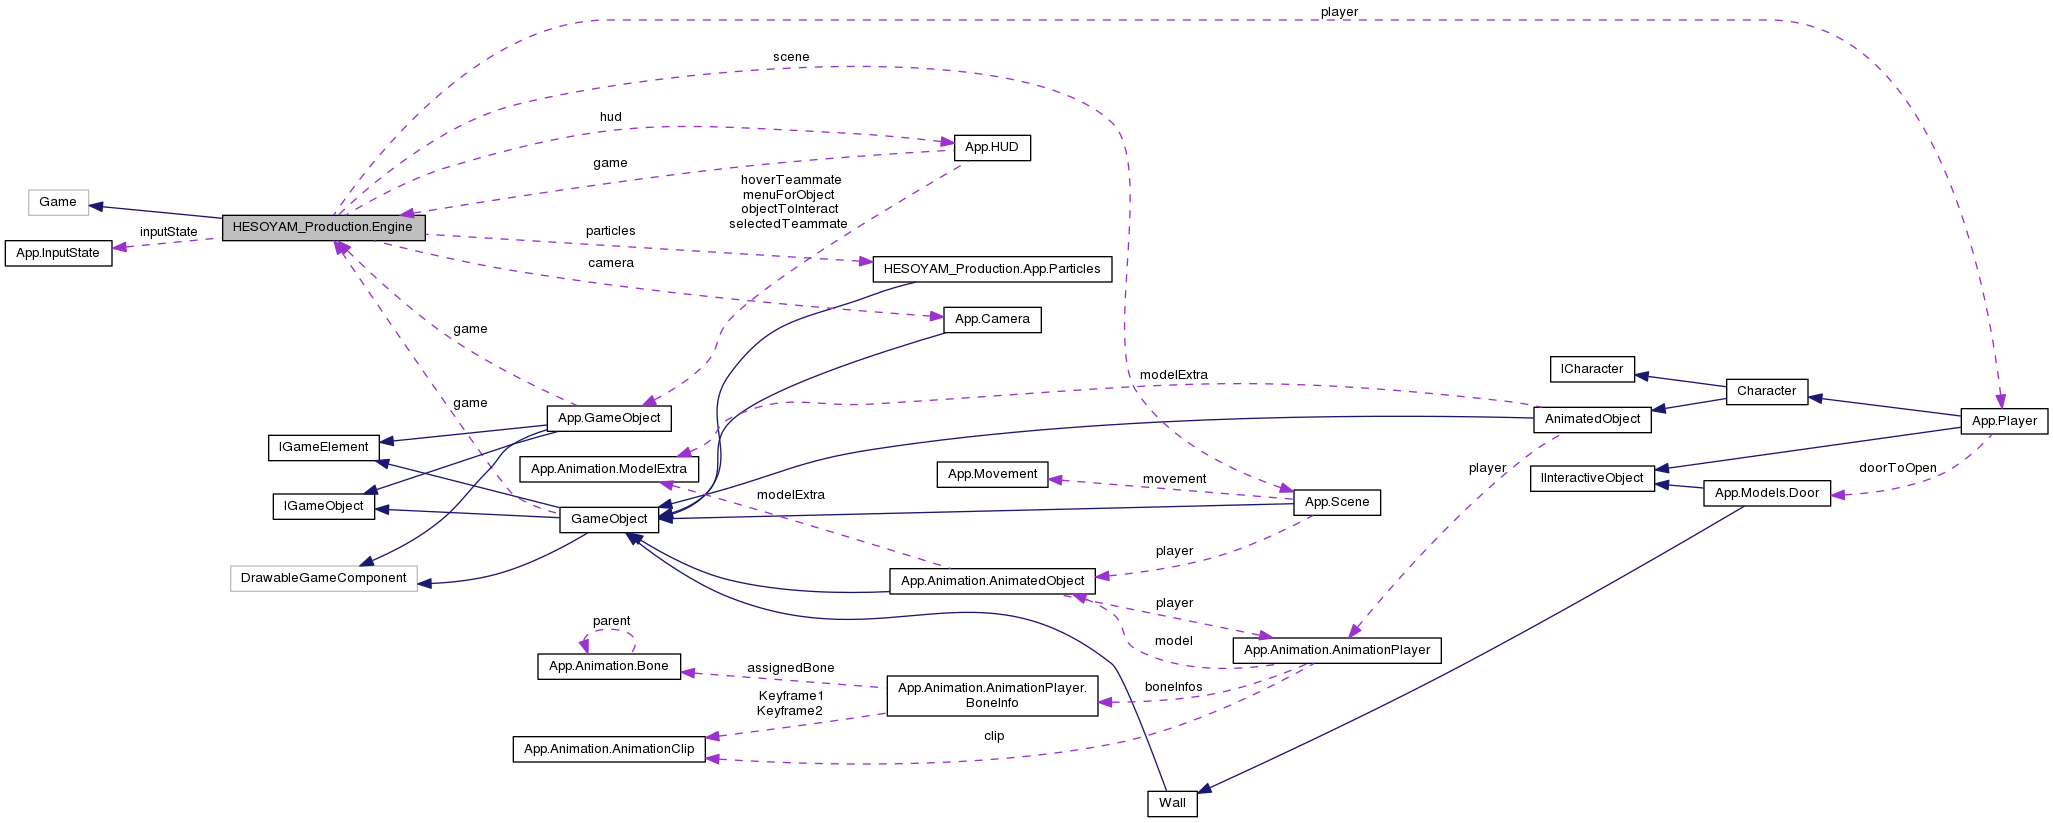 player
scene
hud
App.HUD
game
hoverTeammate
menuForObject
objectToInteract
selectedTeammate
Game
HESOYAM_Production.Engine
inputState
App.InputState
particles
camera
HESOYAM_Production.App.Particles
App.Camera
game
game
modelExtra
ICharacter
Character
AnimatedObject
App.Player
App.GameObject
IGameElement
App.Animation.ModelExtra
App.Movement
movement
player
IInteractiveObject
doorToOpen
App.Models.Door
modelExtra
IGameObject
GameObject
App.Scene
player
DrawableGameComponent
App.Animation.AnimatedObject
player
model
parent
App.Animation.Bone
App.Animation.AnimationPlayer
assignedBone
boneInfos
App.Animation.AnimationPlayer.
BoneInfo
Keyframe1
Keyframe2
App.Animation.AnimationClip
clip
Wall